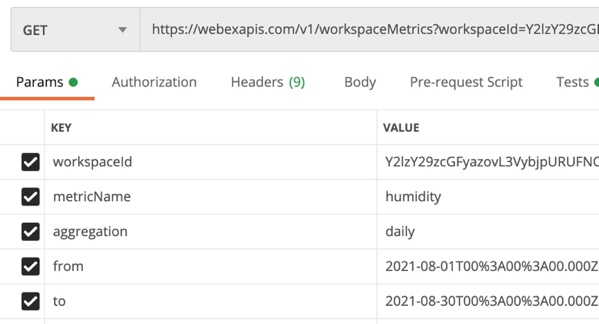 GET https://webexapis.com/v1/workspaceMetrics?workspaceId=Y2lzY29zcG
Params Authorization Headers (9) Body Pre-request Script Tests
KEY VALUE
workspaceId Y2lzY29zcGFyazovL3VybjpURUFN
metricName humidity
aggregation daily
from 2021-08-01T00%3A00%3A00.000Z
to 2021-08-30T00%3A00%3A00.000Z